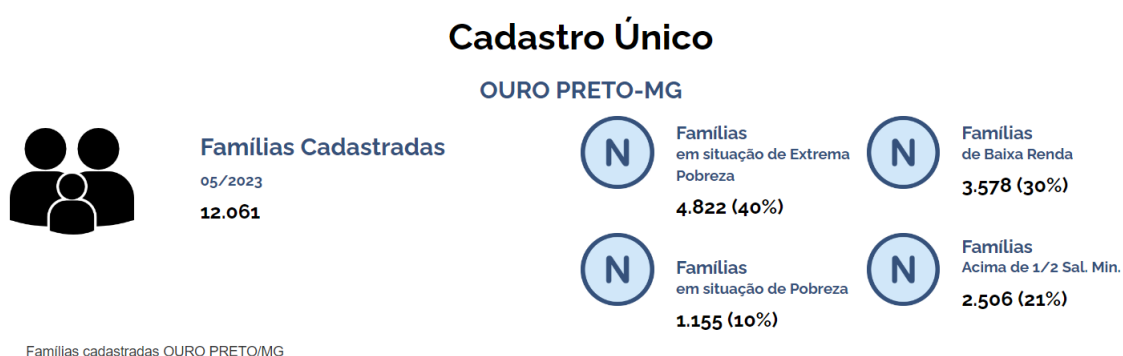 Cadastro Único
OURO PRETO-MG
Famílias Cadastradas
05/2023
12.061
N
Famílias
em situação de Extrema
Pobreza
4.822 (40%)
N
Famílias
de Baixa Renda
3.578 (30%)
N
Famílias
em situação de Pobreza
1.155 (10%)
N
Famílias
Acima de 1/2 Sal. Min.
2.506 (21%)
Famílias cadastradas OURO PRETO/MG